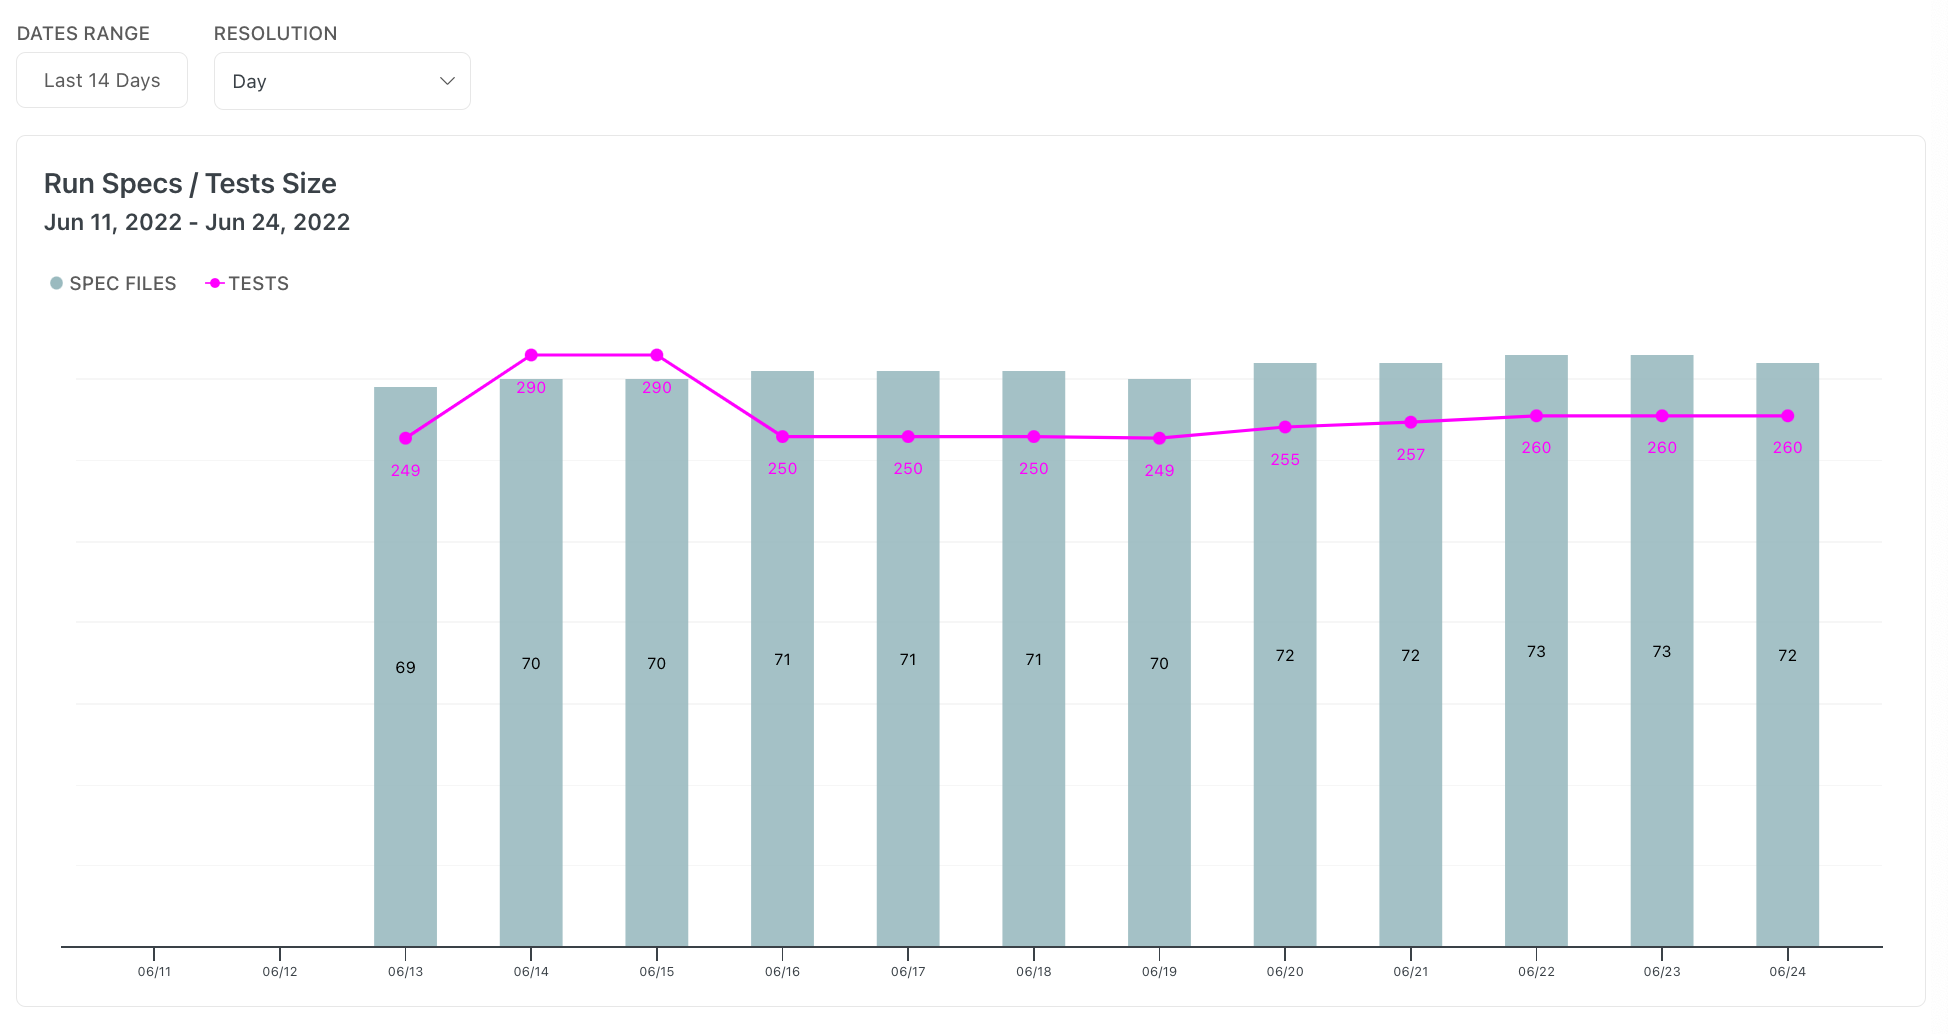 DATES RANGE RESOLUTION
Last 14 Days Day
Run Specs / Tests Size
Jun 11, 2022 - Jun 24, 2022
SPEC FILES TESTS
290 290
249 250 250 250 249 255 257 260 260 260
69 70 70 71 71 71 70 72 72 73 73 72
06/11 06/12 06/13 06/14 06/15 06/16 06/17 06/18 06/19 06/20 06/21 06/22 06/23 06/24